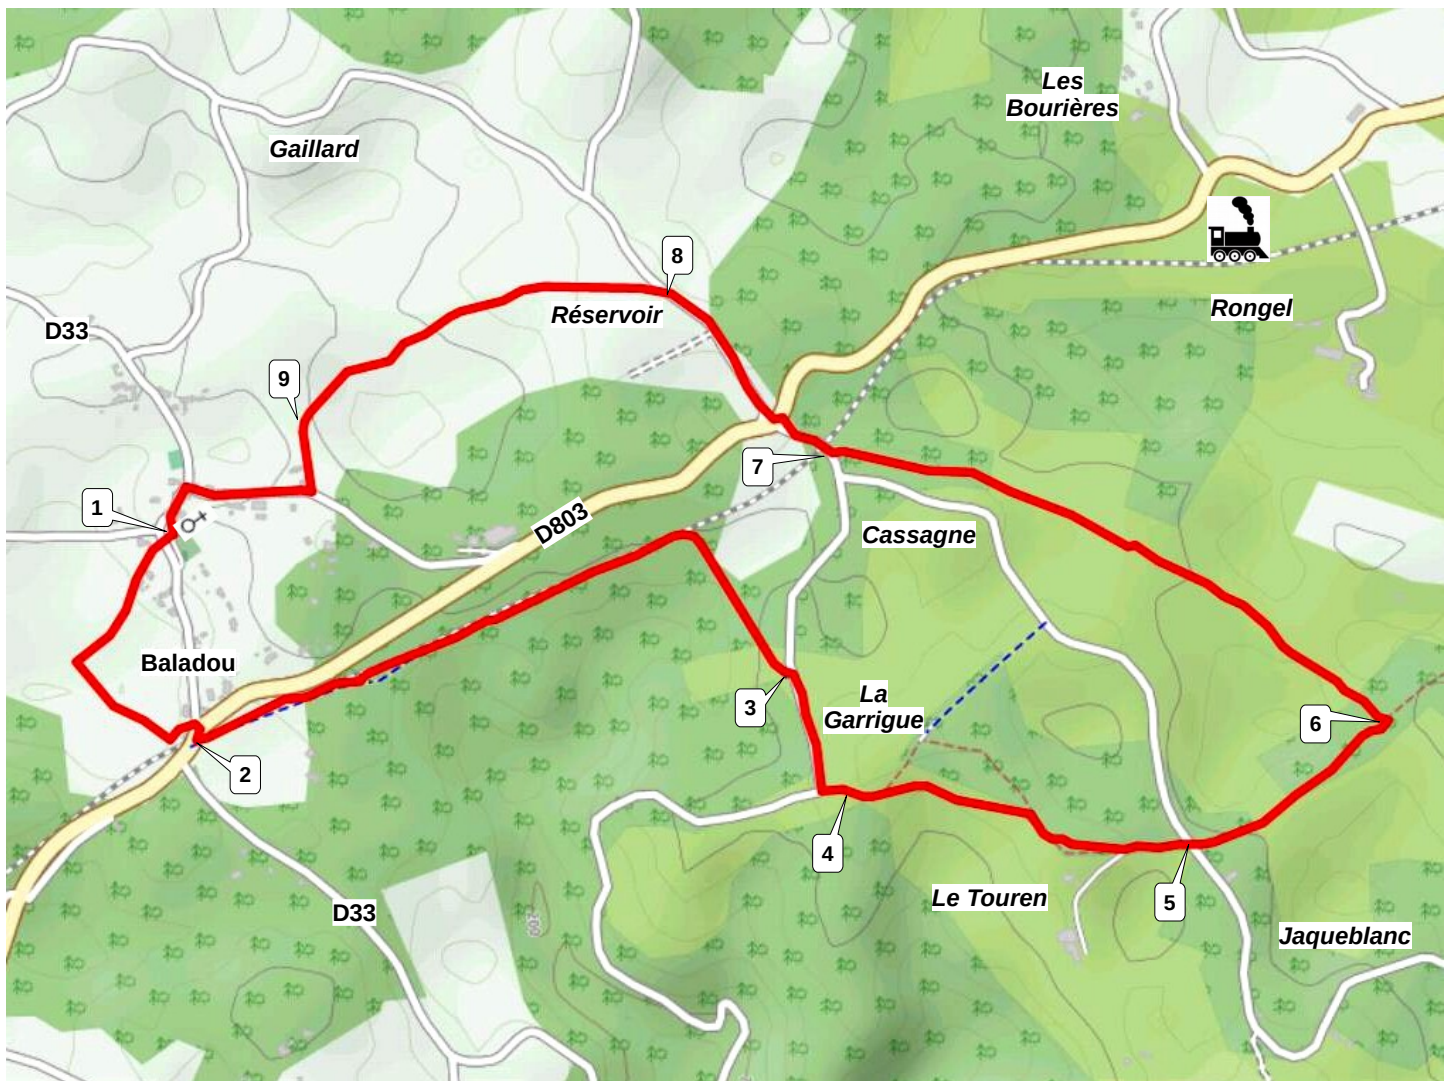 Les
Bourières
Gaillard
8
Réservoir
Rongel
D33
9
7
1
D803
Cassagne
Baladou
3
La
Garrigue
6
2
4
Le Touren
5
D33
Jaqueblanc